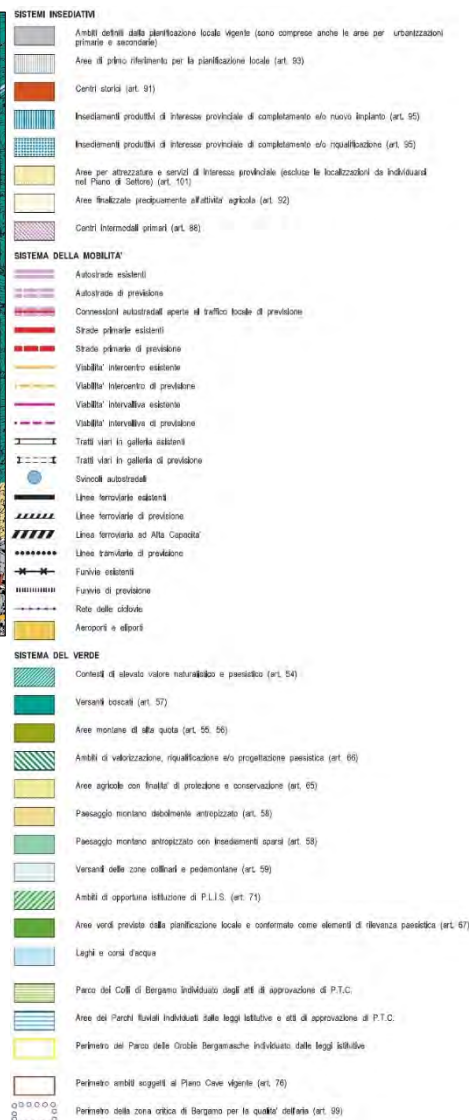 SISTEMI INSEDIATIVI
Ambiti definiti dalla pianificazione locale vigente (sono comprese anche le aree per urbanizzazioni
primarie e secondarie)
Aree di primo riferimento per la pianificazione locale (art. 93)
Centri storici (art. 91)
Insediamenti produttivi di interesse provinciale di completamento e/o nuovo impianto (art. 95)
Insediamenti produttivi di interesse provinciale di completamento e/o riqualificazione (art. 95)
Aree per attrezzature e servizi di interesse provinciale (escluse le localizzazioni da individuarsi
nel Piano di Settore) (art. 101)
Aree finalizzate precipuamente all'attivita' agricola (art. 92)
Centri intermodali primari (art. 88)
SISTEMA DELLA MOBILITA'
Autostrade esistenti
Autostrade di previsione
Connessioni autostradali aperte al traffico locale di previsione
Strade primarie esistenti
Strade primarie di previsione
Viabilita' intercentro esistente
Viabilita' intercentro di previsione
Viabilita' intervalliva esistente
Viabilita' intervalliva di previsione
Tratti viari in galleria esistenti
Tratti viari in galleria di previsione
Svincoli autostradali
Linee ferroviarie esistenti
Linee ferroviarie di previsione
Linea ferroviaria ad Alta Capacita'
Linee tramviarie di previsione
Funivie esistenti
Funivie di previsione
Rete delle ciclovie
Aeroporti e eliporti
SISTEMA DEL VERDE
Contesti di elevato valore naturalistico e paesistico (art. 54)
Versanti boscati (art. 57)
Aree montane di alta quota (art. 55, 56)
Ambiti di valorizzazione, riqualificazione e/o progettazione paesistica (art. 66)
Aree agricole con finalita' di protezione e conservazione (art. 65)
Paesaggio montano debolmente antropizzato (art. 58)
Paesaggio montano antropizzato con insediamenti sparsi (art. 58)
Versanti delle zone collinari e pedemontane (art. 59)
Ambiti di opportuna istituzione di P.L.I.S. (art. 71)
Aree verdi previste dalla pianificazione locale e confermate come elementi di rilevanza paesistica (art. 67)
Laghi e corsi d'acqua
Parco dei Colli di Bergamo individuato dagli atti di approvazione di P.T.C.
Aree dei Parchi fluviali individuati dalle leggi istitutive e atti di approvazione di P.T.C.
Perimetro del Parco delle Orobie Bergamasche individuato dalle leggi istitutive
Perimetro ambiti soggetti al Piano Cave vigente (art. 76)
Perimetro della zona critica di Bergamo per la qualita' dell'aria (art. 99)